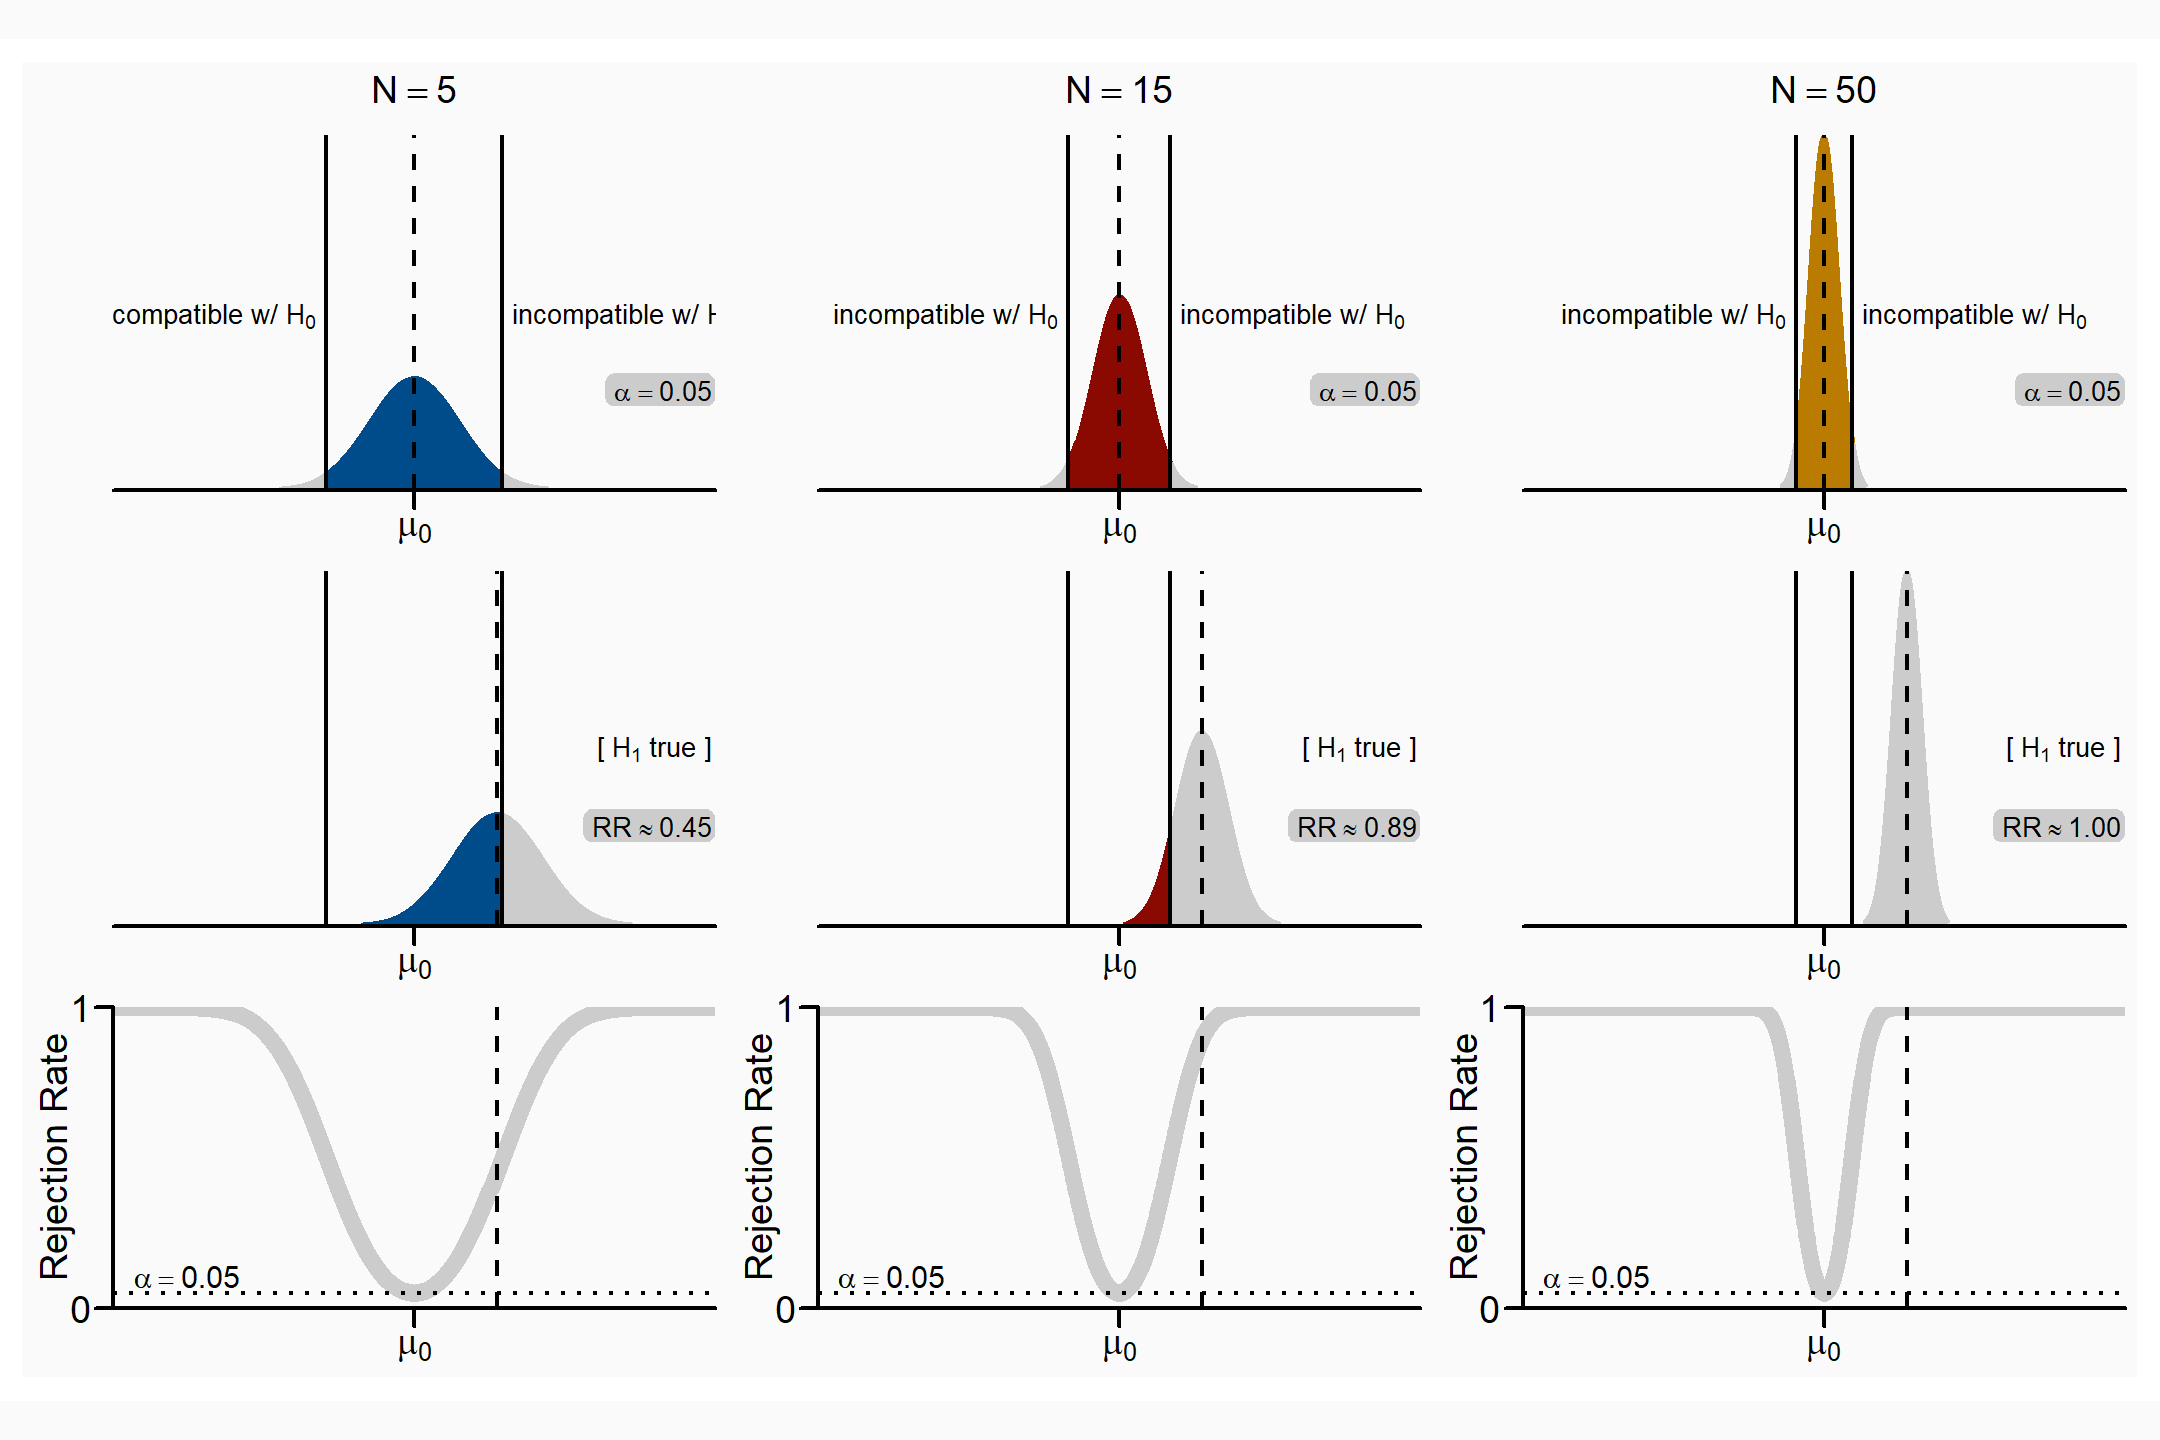 N = 5
N = 15
N = 50
compatible w/ H₀
incompatible w/
incompatible w/ H₀
incompatible w/ H₀
incompatible w/ H₀
incompatible w/ H₀
α = 0.05
α = 0.05
α = 0.05
μ₀
μ₀
μ₀
[ H₁ true ]
[ H₁ true ]
[ H₁ true ]
RR ≈ 0.45
RR ≈ 0.89
RR ≈ 1.00
μ₀
μ₀
μ₀
1
Rejection Rate
α = 0.05
0
μ₀
1
Rejection Rate
α = 0.05
0
μ₀
1
Rejection Rate
α = 0.05
0
μ₀